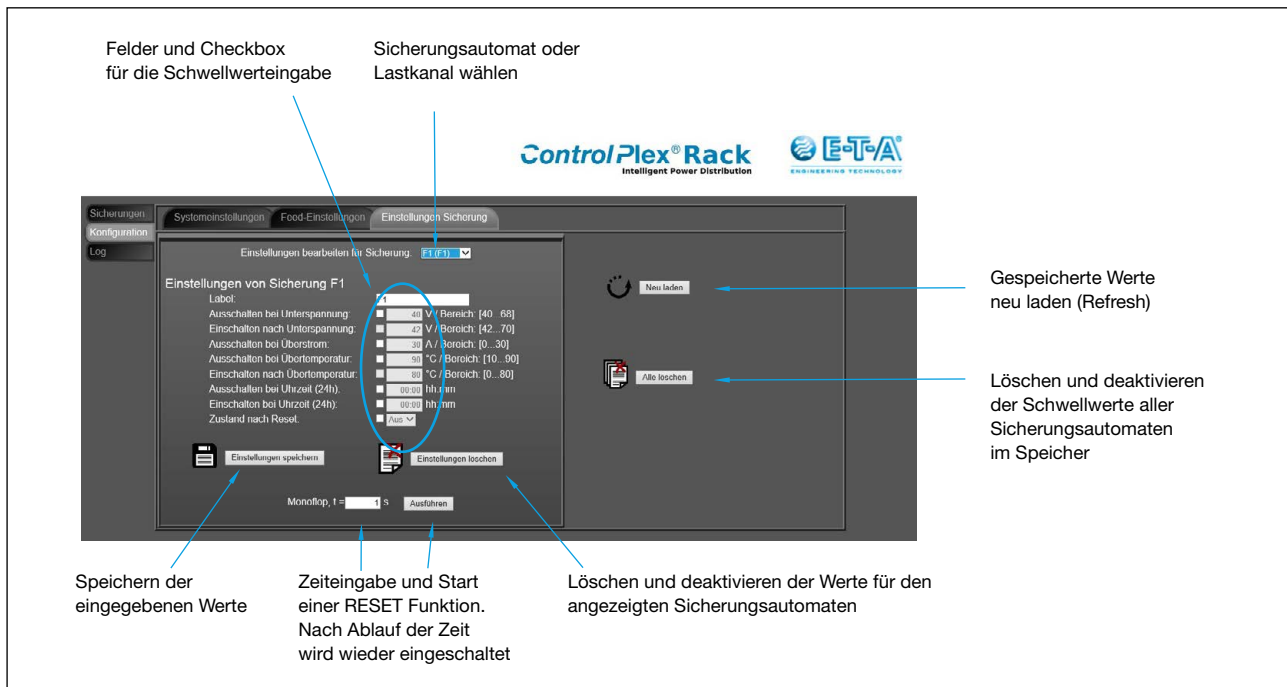 Felder und Checkbox
für die Schwellwerteingabe
Sicherungsautomat oder
Lastkanal wählen
ControlPlex® Rack
Intelligent Power Distribution
E-T-A
ENGINEERING TECHNOLOGY
Sicherungen
Konfiguration
Log
Systemeinstellungen
Feed-Einstellungen
Einstellungen Sicherung
Einstellungen bearbeiten für Sicherung: F1 (F1)
Einstellungen von Sicherung F1
Label: F1
Ausschalten bei Unterspannung: 40 V / Bereich: [40...68]
Einschalten nach Unterspannung: 42 V / Bereich: [42...70]
Ausschalten bei Überstrom: 30 A / Bereich: [0...30]
Ausschalten bei Übertemperatur: 90 °C / Bereich: [10...90]
Einschalten nach Übertemperatur: 80 °C / Bereich: [0...80]
Ausschalten bei Uhrzeit (24h): 00:00 hh:mm
Einschalten bei Uhrzeit (24h): 00:00 hh:mm
Zustand nach Reset: Aus
Einstellungen speichern
Einstellungen löschen
Monoflop, t = 1 s Ausführen
Neu laden
Alle löschen
Gespeicherte Werte
neu laden (Refresh)
Löschen und deaktivieren
der Schwellwerte aller
Sicherungsautomaten
im Speicher
Speichern der
eingegebenen Werte
Zeiteingabe und Start
einer RESET Funktion.
Nach Ablauf der Zeit
wird wieder eingeschaltet
Löschen und deaktivieren der Werte für den
angezeigten Sicherungsautomaten